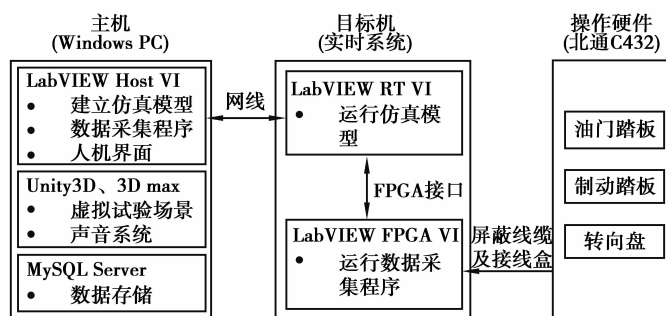 主机
(Windows PC)
LabVIEW Host VI
• 建立仿真模型
• 数据采集程序
• 人机界面
Unity3D、3D max
• 虚拟试验场景
• 声音系统
MySQL Server
• 数据存储
网线
目标机
(实时系统)
LabVIEW RT VI
• 运行仿真模
型
FPGA接口
LabVIEW FPGA VI
• 运行数据采
集程序
屏蔽线缆
及接线盒
操作硬件
(北通C432)
油门踏板
制动踏板
转向盘